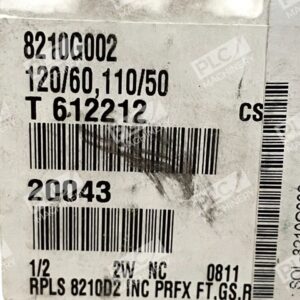 8210G002
120/60,110/50
T 612212 CS
20043
1/2 2W NC 0811
RPLS 8210D2 INC PRFX FT,GS,R